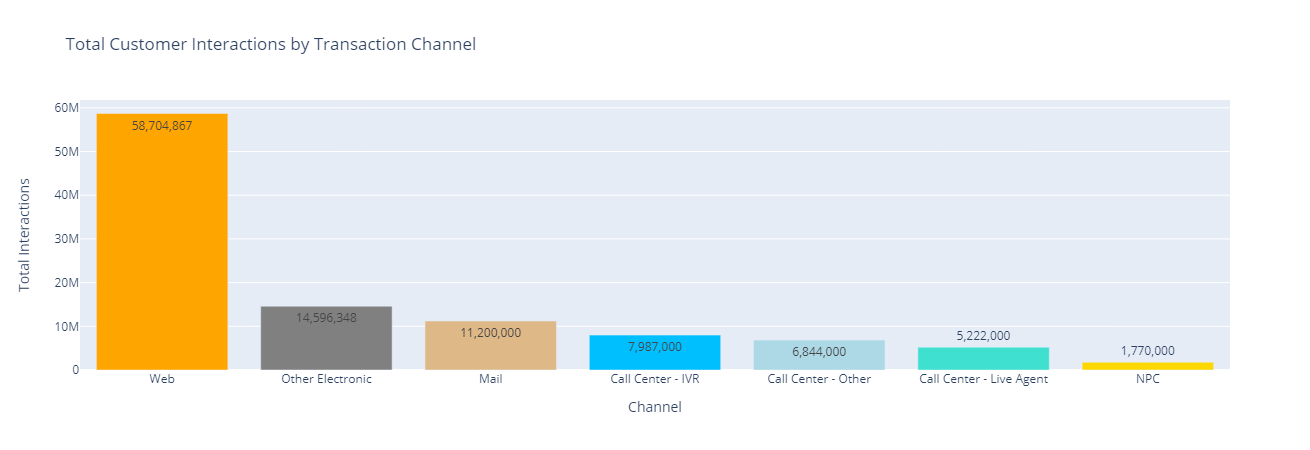 Total Customer Interactions by Transaction Channel
Total Interactions
60M
50M
40M
30M
20M
10M
0
58,704,867
14,596,348
11,200,000
7,987,000
6,844,000
5,222,000
1,770,000
Web
Other Electronic
Mail
Call Center - IVR
Call Center - Other
Call Center - Live Agent
NPC
Channel